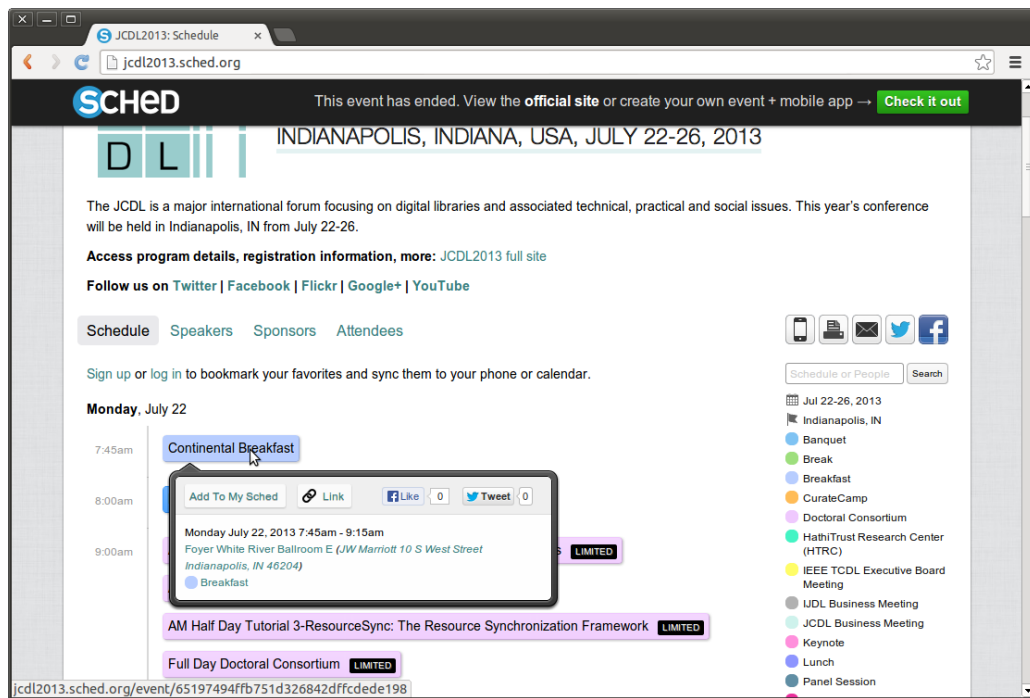 JCDL2013: Schedule
jcdl2013.sched.org
SCHeD
This event has ended. View the official site or create your own event + mobile app → Check it out
DL
INDIANAPOLIS, INDIANA, USA, JULY 22-26, 2013
The JCDL is a major international forum focusing on digital libraries and associated technical, practical and social issues. This year's conference
will be held in Indianapolis, IN from July 22-26.
Access program details, registration information, more: JCDL2013 full site
Follow us on Twitter | Facebook | Flickr | Google+ | YouTube
Schedule Speakers Sponsors Attendees
Sign up or log in to bookmark your favorites and sync them to your phone or calendar.
Monday, July 22
7:45am
Continental Breakfast
Add To My Sched Link Like 0 Tweet 0
8:00am
Monday July 22, 2013 7:45am - 9:15am
Foyer White River Ballroom E (JW Marriott 10 S West Street
Indianapolis, IN 46204)
Breakfast
9:00am
LIMITED
AM Half Day Tutorial 3-ResourceSync: The Resource Synchronization Framework LIMITED
Full Day Doctoral Consortium LIMITED
Schedule or People Search
Jul 22-26, 2013
Indianapolis, IN
Banquet
Break
Breakfast
CurateCamp
Doctoral Consortium
HathiTrust Research Center
(HTRC)
IEEE TCDL Executive Board
Meeting
IJDL Business Meeting
JCDL Business Meeting
Keynote
Lunch
Panel Session
jcdl2013.sched.org/event/65197494ffb751d326842dffcdede198